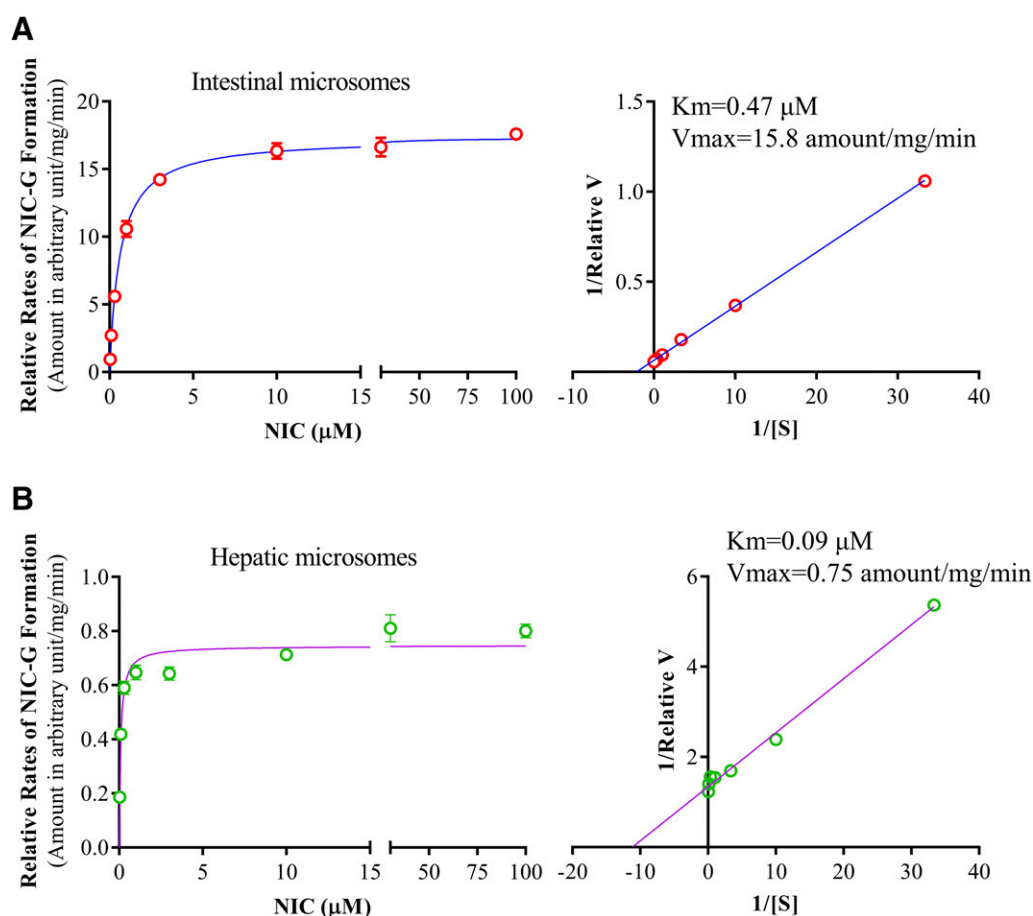 A
Intestinal microsomes
Relative Rates of NIC-G Formation
(Amount in arbitrary unit/mg/min)
20
15
10
5
0
0 5 10 15 50 75 100
NIC (μM)
Km=0.47 μM
Vmax=15.8 amount/mg/min
1/Relative V
1.5
1.0
0.5
-10 0 10 20 30 40
1/[S]
B
Hepatic microsomes
Relative Rates of NIC-G Formation
(Amount in arbitrary unit/mg/min)
1.0
0.8
0.6
0.4
0.2
0.0
0 5 10 15 50 75 100
NIC (μM)
Km=0.09 μM
Vmax=0.75 amount/mg/min
1/Relative V
6
4
2
-20 -10 0 10 20 30 40
1/[S]